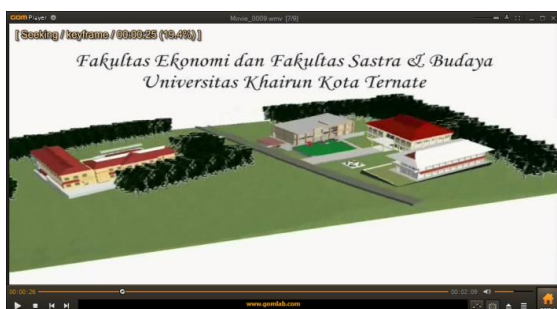 GOM Player
Movie_0009.wmv [7/9]
[ Seeking / keyframe / 00:00:25 (19.4%) ]
Fakultas Ekonomi dan Fakultas Sastra & Budaya
Universitas Khairun Kota Ternate
00:00:26
00:02:09
www.gomlab.com